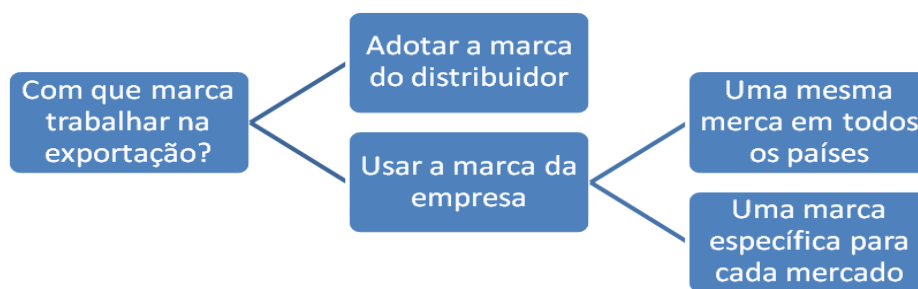 Com que marca
trabalhar na
exportação?
Adotar a marca
do distribuidor
Usar a marca da
empresa
Uma mesma
merca em todos
os países
Uma marca
específica para
cada mercado